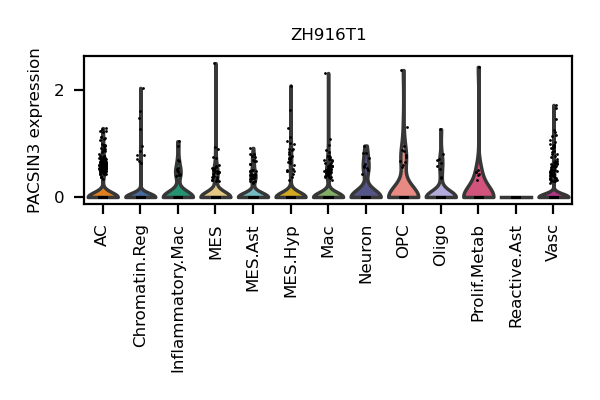 ZH916T1
PACSIN3 expression
2
0
AC
Chromatin.Reg
Inflammatory.Mac
MES
MES.Ast
MES.Hyp
Mac
Neuron
OPC
Oligo
Prolif.Metab
Reactive.Ast
Vasc